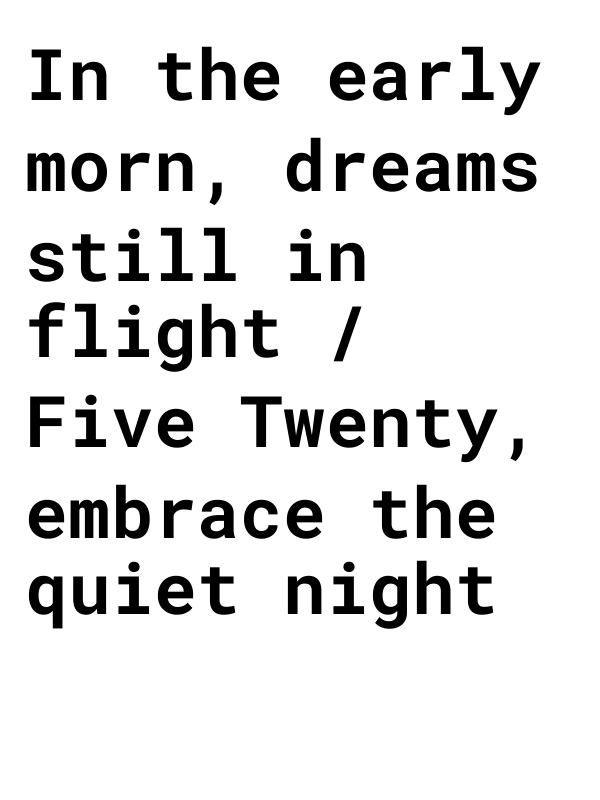 In the early
morn, dreams
still in
flight /
Five Twenty,
embrace the
quiet night